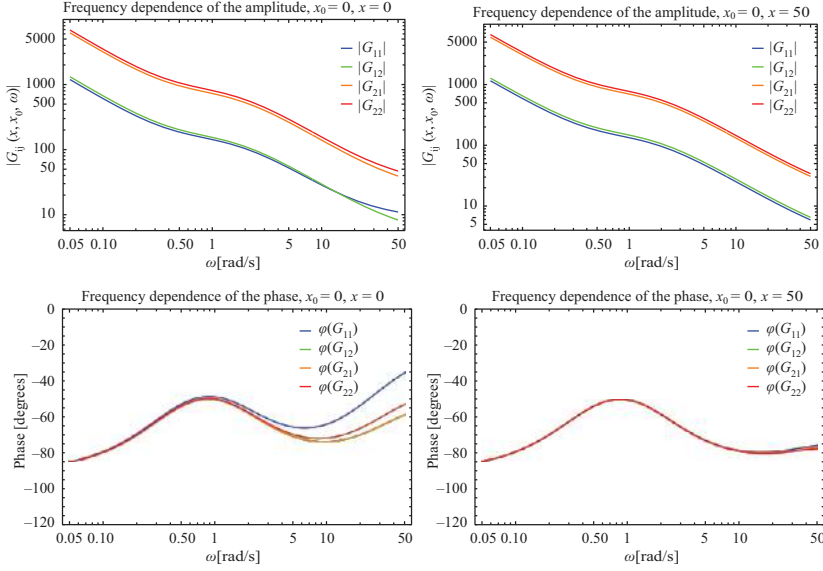 Frequency dependence of the amplitude, x₀= 0, x = 0
5000
1000
500
100
50
10
|G₁₁|
|G₁₂|
|G₂₁|
|G₂₂|
|Gᵢⱼ (x, x₀, ω)|
0.05 0.10 0.50 1 5 10 50
ω[rad/s]
Frequency dependence of the amplitude, x₀= 0, x = 50
5000
1000
500
100
50
10
5
|G₁₁|
|G₁₂|
|G₂₁|
|G₂₂|
|Gᵢⱼ (x, x₀, ω)|
0.05 0.10 0.50 1 5 10 50
ω[rad/s]
Frequency dependence of the phase, x₀= 0, x = 0
0
−20
−40
−60
−80
−100
−120
φ(G₁₁)
φ(G₁₂)
φ(G₂₁)
φ(G₂₂)
Phase [degrees]
0.05 0.10 0.50 1 5 10 50
ω[rad/s]
Frequency dependence of the phase, x₀= 0, x = 50
0
−20
−40
−60
−80
−100
−120
φ(G₁₁)
φ(G₁₂)
φ(G₂₁)
φ(G₂₂)
Phase [degrees]
0.05 0.10 0.50 1 5 10 50
ω[rad/s]